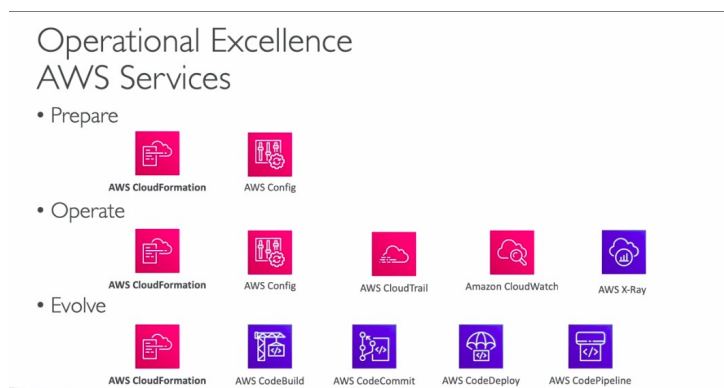 Operational Excellence
AWS Services
• Prepare
AWS CloudFormation AWS Config
• Operate
AWS CloudFormation AWS Config AWS CloudTrail Amazon CloudWatch AWS X-Ray
• Evolve
AWS CloudFormation AWS CodeBuild AWS CodeCommit AWS CodeDeploy AWS CodePipeline